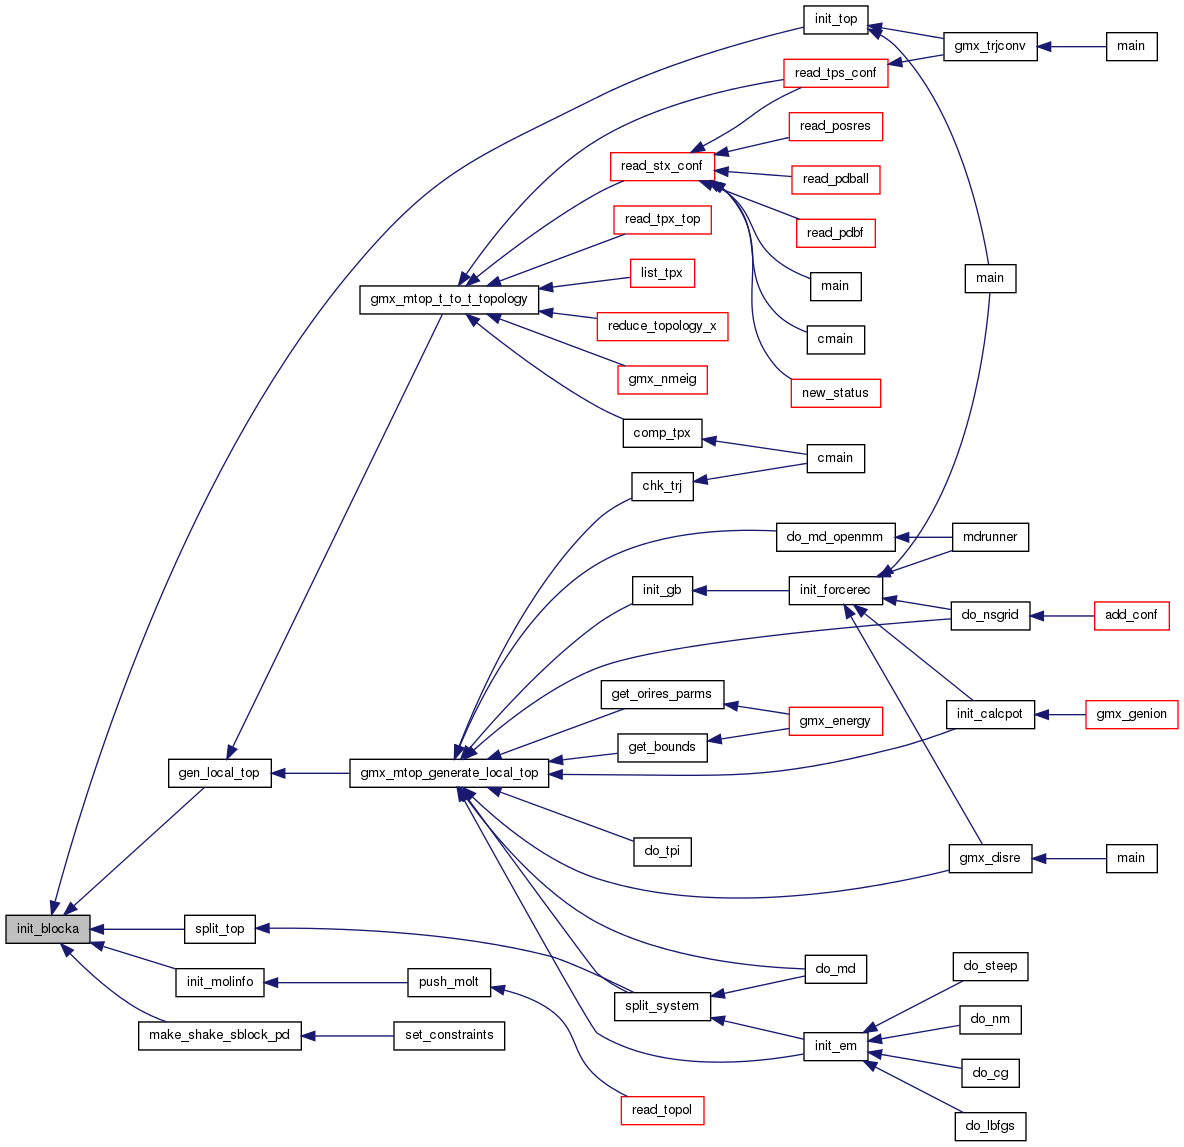 init_top
gmx_trjconv
main
read_tps_conf
read_posres
read_stx_conf
read_pdball
read_tpx_top
read_pdbf
list_tpx
main
main
gmx_mtop_t_to_t_topology
reduce_topology_x
cmain
gmx_nmeig
new_status
comp_tpx
cmain
chk_trj
do_md_openmm
mdrunner
init_gb
init_forcerec
do_nsgrid
add_conf
get_orires_parms
init_calcpot
gmx_genion
gmx_energy
get_bounds
gen_local_top
gmx_mtop_generate_local_top
do_tpi
gmx_disre
main
init_blocka
split_top
do_md
do_steep
init_molinfo
push_molt
split_system
do_nm
make_shake_sblock_pd
set_constraints
init_em
do_cg
read_topol
do_lbfgs